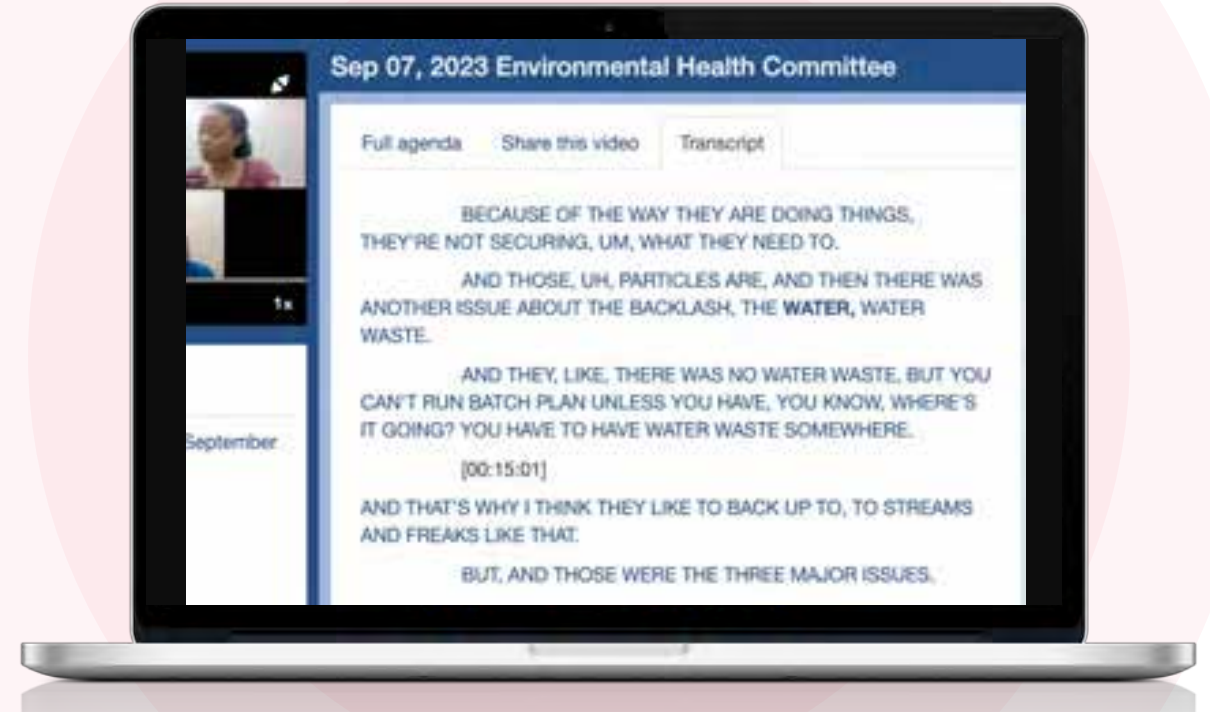 Sep 07, 2023 Environmental Health Committee
Full agenda Share this video Transcript
BECAUSE OF THE WAY THEY ARE DOING THINGS,
THEY'RE NOT SECURING, UM, WHAT THEY NEED TO.
AND THOSE, UH, PARTICLES ARE, AND THEN THERE WAS
ANOTHER ISSUE ABOUT THE BACKLASH, THE WATER, WATER
WASTE.
AND THEY, LIKE, THERE WAS NO WATER WASTE, BUT YOU
CAN'T RUN BATCH PLAN UNLESS YOU HAVE, YOU KNOW, WHERE'S
IT GOING? YOU HAVE TO HAVE WATER WASTE SOMEWHERE.
[00:15:01]
AND THAT'S WHY I THINK THEY LIKE TO BACK UP TO, TO STREAMS
AND FREAKS LIKE THAT.
BUT, AND THOSE WERE THE THREE MAJOR ISSUES.
1x
September